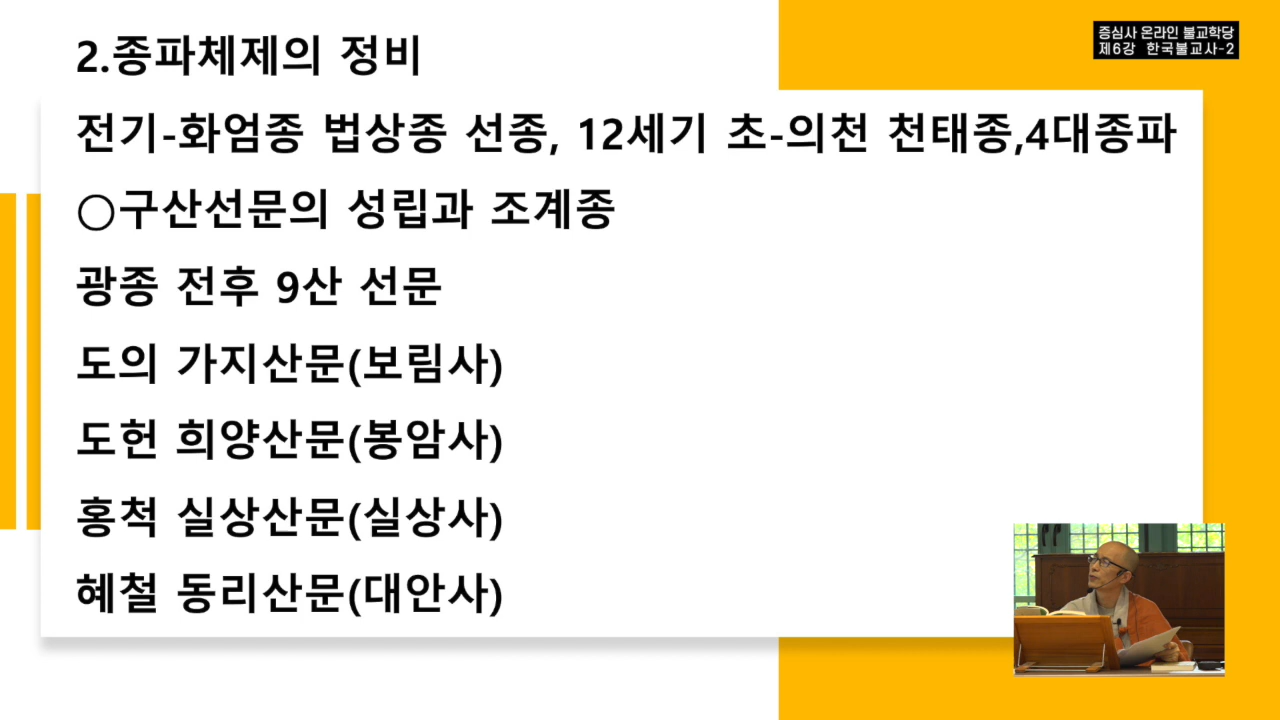 2.종파체제의 정비
증심사 온라인 불교학당
제6강 한국불교사-2
전기-화엄종 법상종 선종, 12세기 초-의천 천태종,4대종파
○구산선문의 성립과 조계종
광종 전후 9산 선문
도의 가지산문(보림사)
도헌 희양산문(봉암사)
홍척 실상산문(실상사)
혜철 동리산문(대안사)